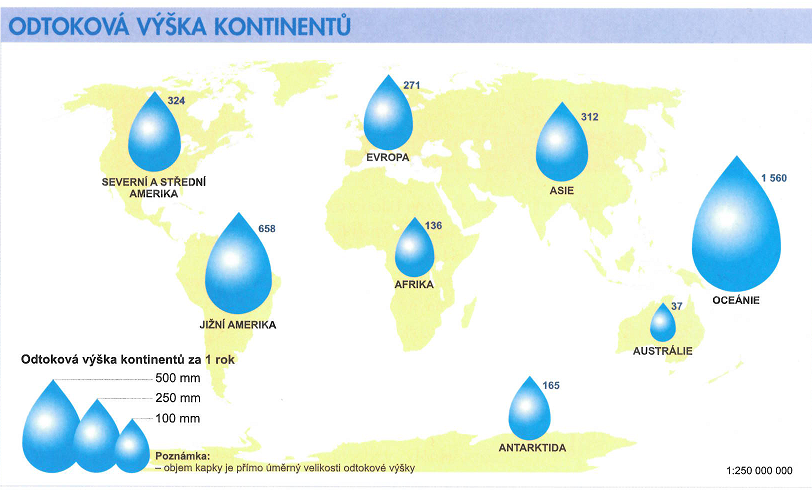 ODTOKOVÁ VÝŠKA KONTINENTŮ
324
SEVERNÍ A STŘEDNÍ
AMERIKA
271
EVROPA
312
ASIE
1 560
OCEÁNIE
658
JIŽNÍ AMERIKA
136
AFRIKA
37
AUSTRÁLIE
165
ANTARKTIDA
Odtoková výška kontinentů za 1 rok
500 mm
250 mm
100 mm
Poznámka:
– objem kapky je přímo úměrný velikosti odtokové výšky
1:250 000 000